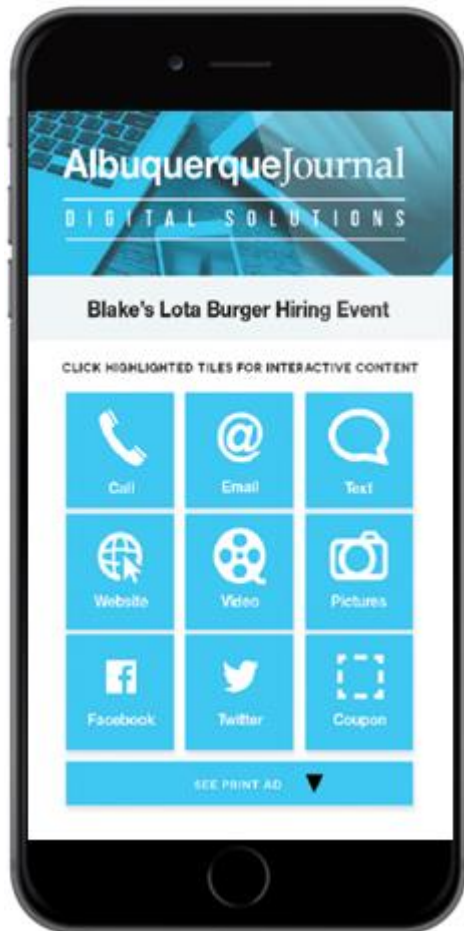 AlbuquerqueJournal
DIGITAL SOLUTIONS
Blake's Lota Burger Hiring Event
CLICK HIGHLIGHTED TILES FOR INTERACTIVE CONTENT
Call
Email
Text
Website
Video
Pictures
Facebook
Twitter
Coupon
SEE PRINT AD